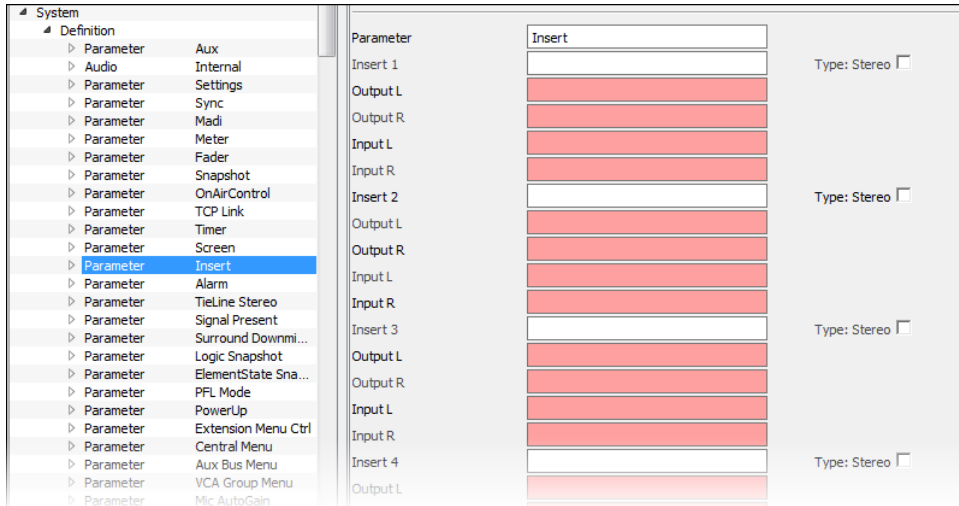 System
Definition
Parameter Aux
Audio Internal
Parameter Settings
Parameter Sync
Parameter Madi
Parameter Meter
Parameter Fader
Parameter Snapshot
Parameter OnAirControl
Parameter TCP Link
Parameter Timer
Parameter Screen
Parameter Insert
Parameter Alarm
Parameter TieLine Stereo
Parameter Signal Present
Parameter Surround Downmi...
Parameter Logic Snapshot
Parameter ElementState Sna...
Parameter PFL Mode
Parameter PowerUp
Parameter Extension Menu Ctrl
Parameter Central Menu
Parameter Aux Bus Menu
Parameter VCA Group Menu
Parameter Mic AutoGain
Parameter Insert
Insert 1 Type: Stereo
Output L
Output R
Input L
Input R
Insert 2 Type: Stereo
Output L
Output R
Input L
Input R
Insert 3 Type: Stereo
Output L
Output R
Input L
Input R
Insert 4 Type: Stereo
Output L